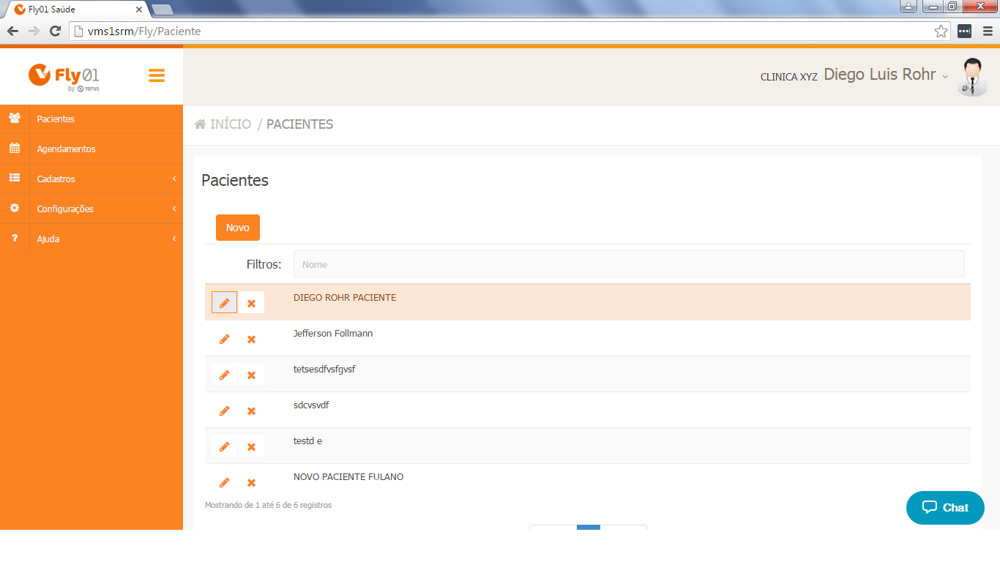 Fly01 Saúde
vms1srm/Fly/Paciente
Fly01
by TOTVS
CLINICA XYZ Diego Luis Rohr
Pacientes
Agendamentos
Cadastros
Configurações
? Ajuda
INÍCIO / PACIENTES
Pacientes
Novo
Filtros: Nome
DIEGO ROHR PACIENTE
Jefferson Follmann
tetsesdfvsfgvsf
sdcvsvdf
testd e
NOVO PACIENTE FULANO
Mostrando de 1 até 6 de 6 registros
Chat